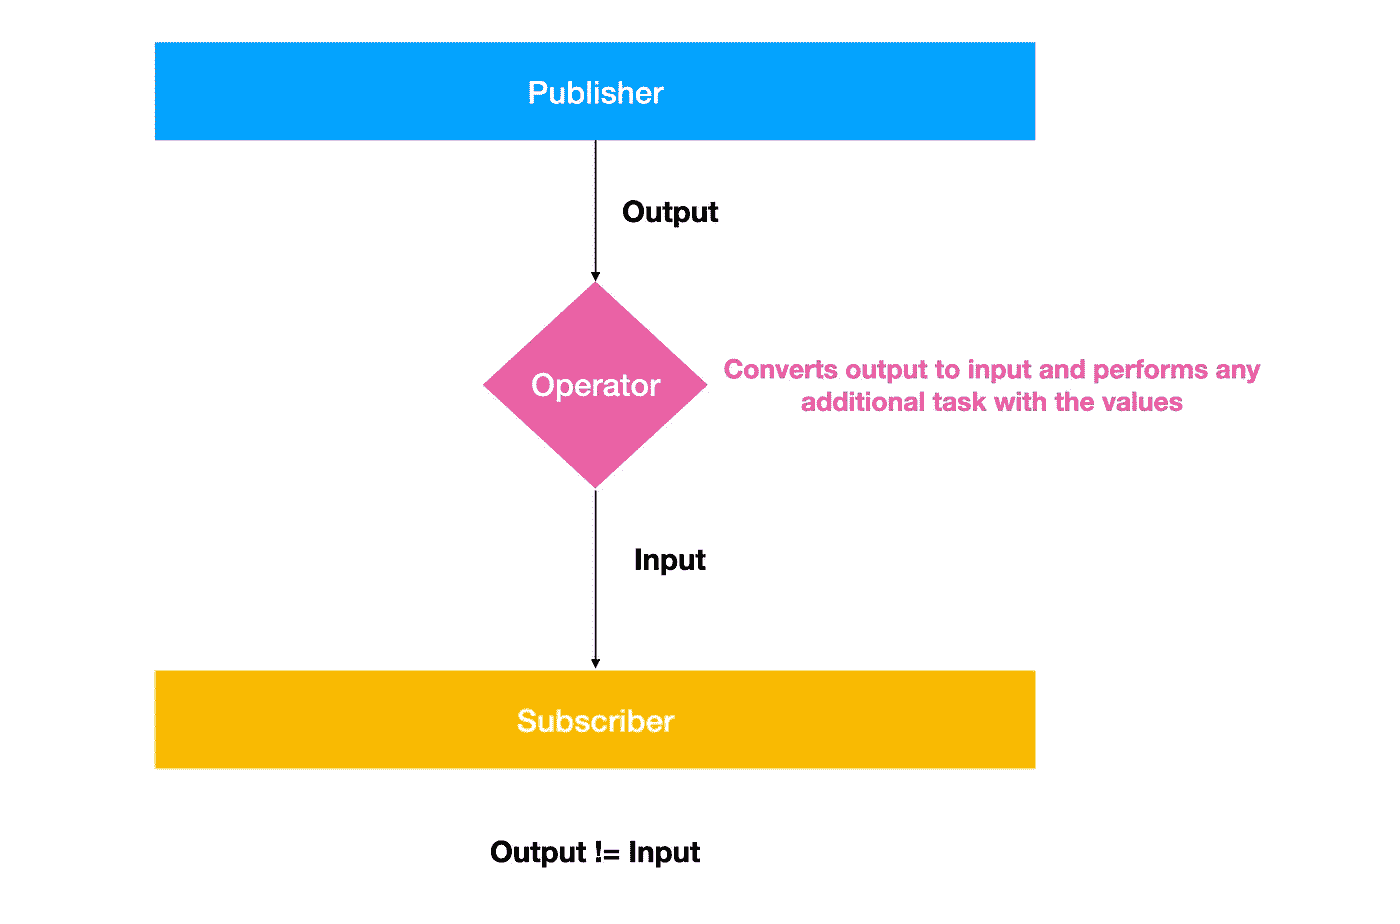 Publisher
Output
Operator
Converts output to input and performs any
additional task with the values
Input
Subscriber
Output != Input